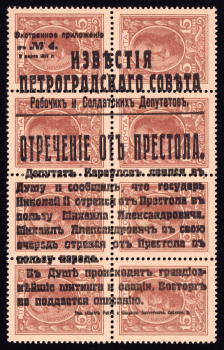 Экстренное приложение
къ № 4.
ИЗВѢСТІЯ
ПЕТРОГРАДСКАГО СОВѢТА
Рабочихъ и Солдатскихъ Депутатовъ.
ОТРЕЧЕНІЕ ОТЪ ПРЕСТОЛА.
Депутатъ Караулов явился въ
Думу и сообщилъ, что государь
Николай II отрекся отъ Престола въ
пользу Михаила Александровича.
Михаилъ Александровичъ въ свою
очередь отрекся отъ Престола въ
пользу народа.
Въ Думѣ происходятъ грандіоз-
нѣйшіе митинги и оваціи. Восторгъ
не поддается описанію.